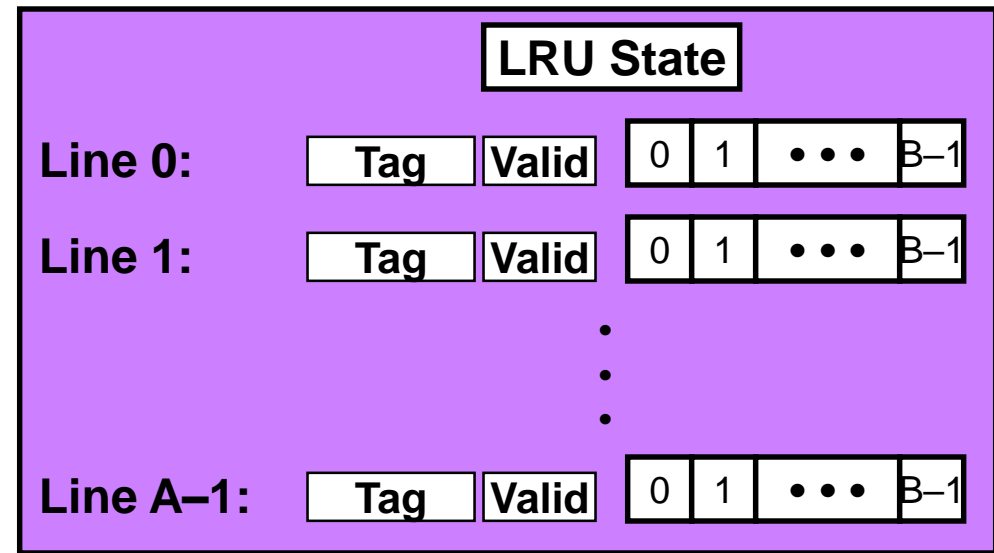 LRU State
Line 0: Tag Valid 0 1 • • • B–1
Line 1: Tag Valid 0 1 • • • B–1
•
•
•
Line A–1: Tag Valid 0 1 • • • B–1